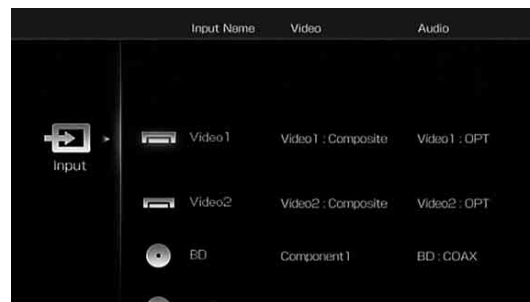 Input Name Video Audio
Input
Video1 Video1 : Composite Video1 : OPT
Video2 Video2 : Composite Video2 : OPT
BD Component1 BD : COAX